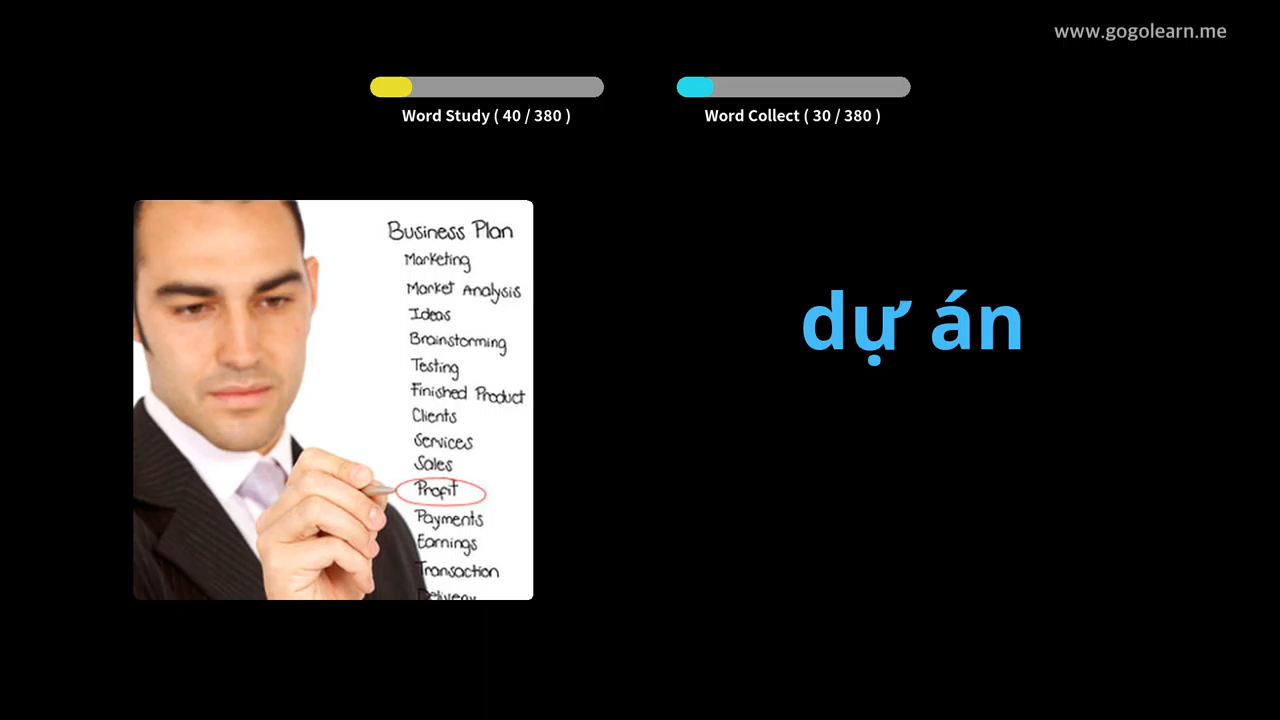 www.gogolearn.me
Word Study ( 40 / 380 )
Word Collect ( 30 / 380 )
Business Plan
Marketing
Market Analysis
Ideas
Brainstorming
Testing
Finished Product
Clients
Services
Sales
Profit
Payments
Earnings
Transaction
Delivery
dự án